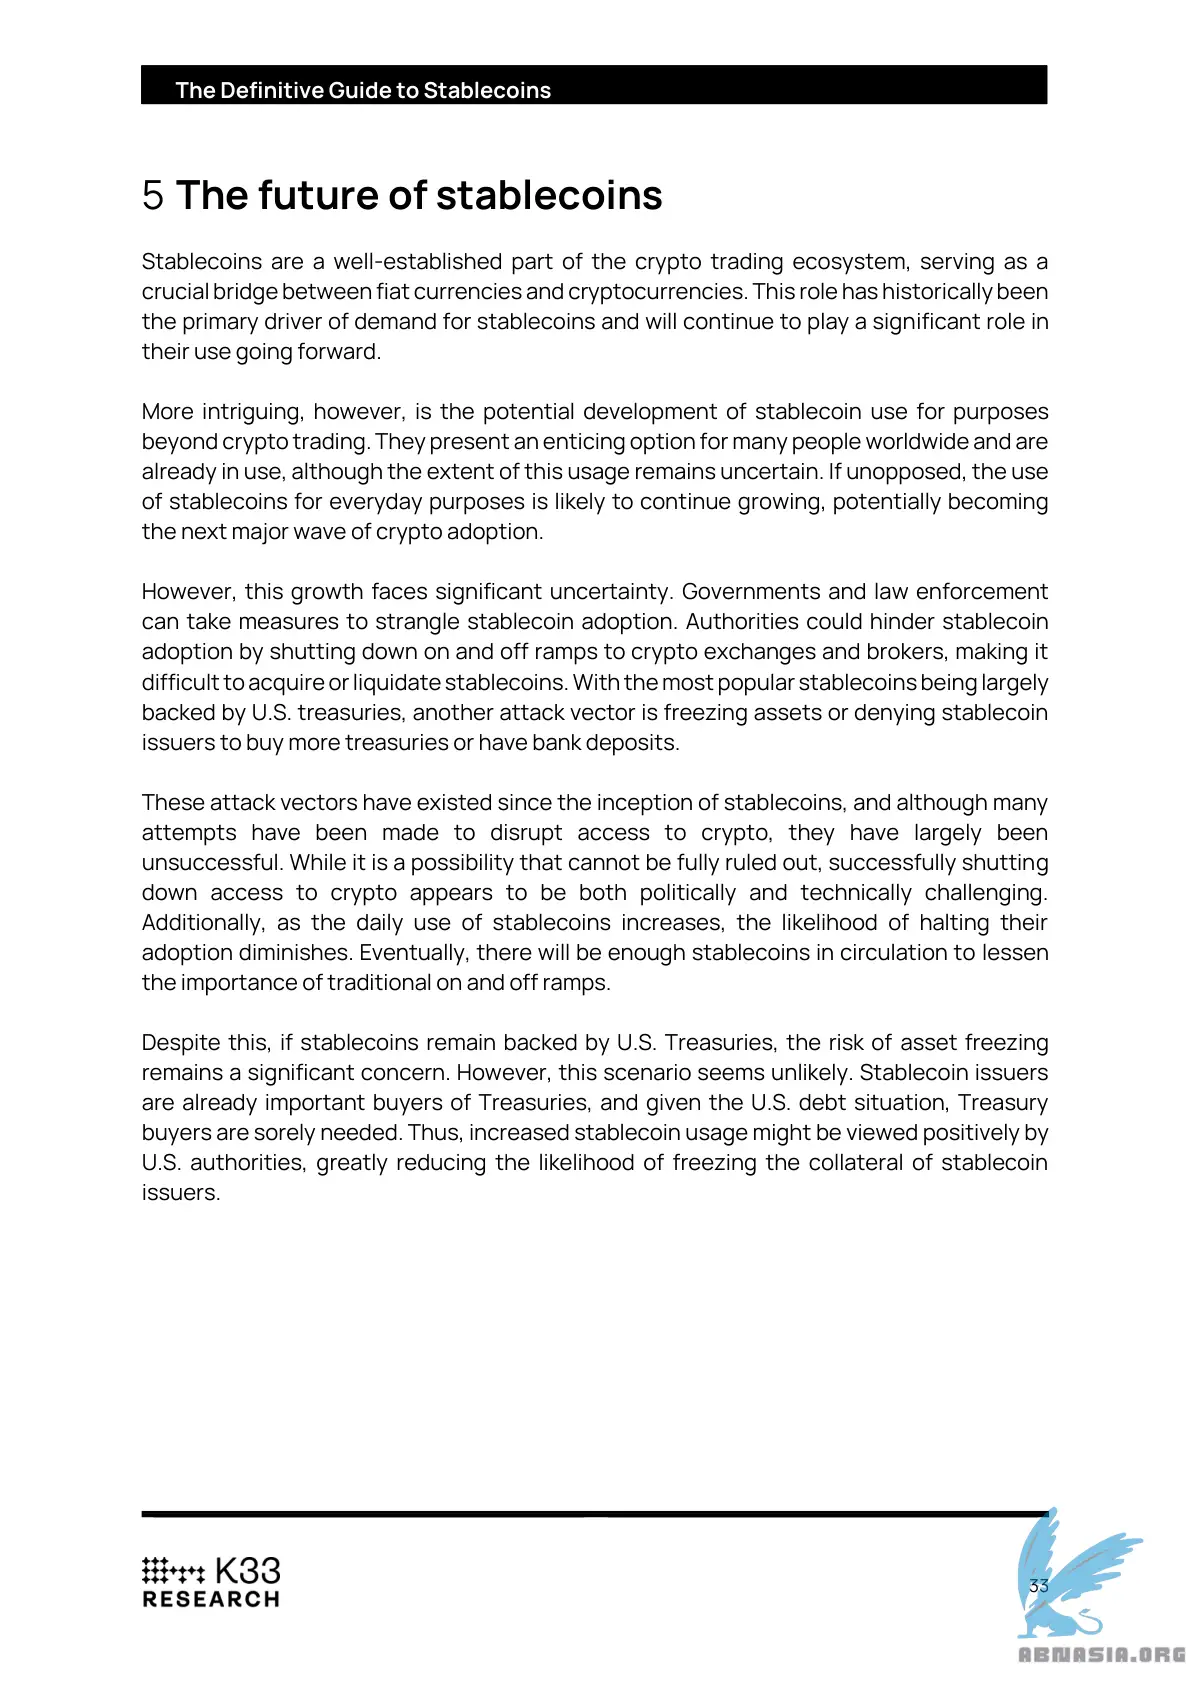 The Definitive Guide to Stablecoins
5 The future of stablecoins
Stablecoins are a well-established part of the crypto trading ecosystem, serving as a
crucial bridge between fiat currencies and cryptocurrencies. This role has historically been
the primary driver of demand for stablecoins and will continue to play a significant role in
their use going forward.
More intriguing, however, is the potential development of stablecoin use for purposes
beyond crypto trading. They present an enticing option for many people worldwide and are
already in use, although the extent of this usage remains uncertain. If unopposed, the use
of stablecoins for everyday purposes is likely to continue growing, potentially becoming
the next major wave of crypto adoption.
However, this growth faces significant uncertainty. Governments and law enforcement
can take measures to strangle stablecoin adoption. Authorities could hinder stablecoin
adoption by shutting down on and off ramps to crypto exchanges and brokers, making it
difficult to acquire or liquidate stablecoins. With the most popular stablecoins being largely
backed by U.S. treasuries, another attack vector is freezing assets or denying stablecoin
issuers to buy more treasuries or have bank deposits.
These attack vectors have existed since the inception of stablecoins, and although many
attempts have been made to disrupt access to crypto, they have largely been
unsuccessful. While it is a possibility that cannot be fully ruled out, successfully shutting
down access to crypto appears to be both politically and technically challenging.
Additionally, as the daily use of stablecoins increases, the likelihood of halting their
adoption diminishes. Eventually, there will be enough stablecoins in circulation to lessen
the importance of traditional on and off ramps.
Despite this, if stablecoins remain backed by U.S. Treasuries, the risk of asset freezing
remains a significant concern. However, this scenario seems unlikely. Stablecoin issuers
are already important buyers of Treasuries, and given the U.S. debt situation, Treasury
buyers are sorely needed. Thus, increased stablecoin usage might be viewed positively by
U.S. authorities, greatly reducing the likelihood of freezing the collateral of stablecoin
issuers.
K33
RESEARCH
33
ABNASIA.ORG